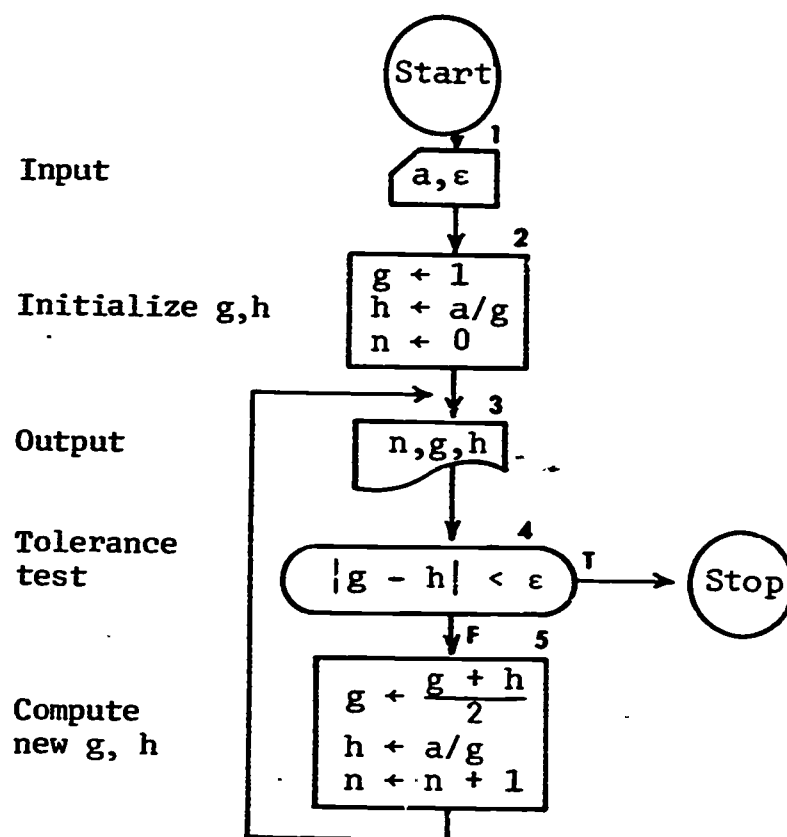 Start
1
Input
a,ε
2
Initialize g,h
g ← 1
h ← a/g
n ← 0
3
Output
n,g,h
4
Tolerance
test
|g - h| < ε
T
Stop
F
5
Compute
new g, h
g ← g + h
2
h ← a/g
n ← n + 1